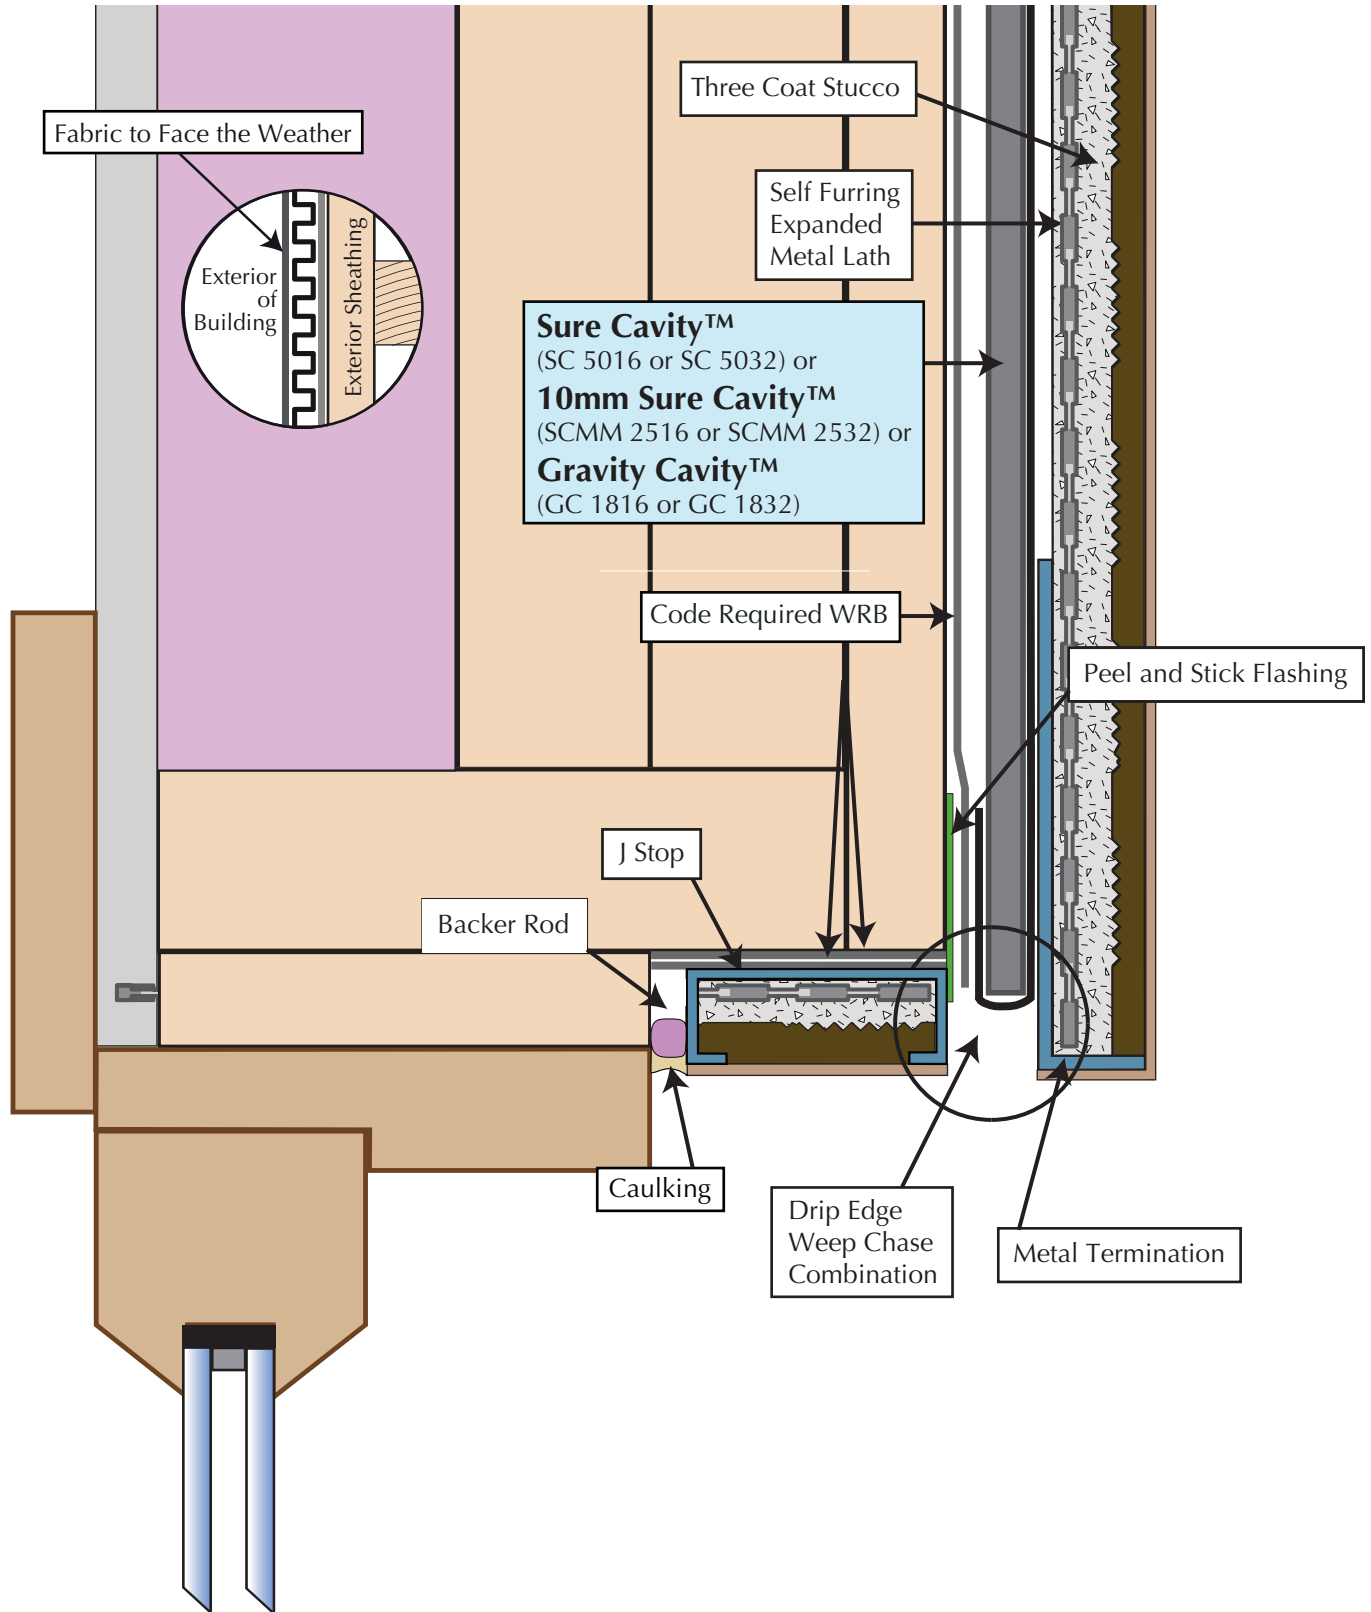 Three Coat Stucco
Fabric to Face the Weather
Self Furring
Expanded
Metal Lath
Exterior
of
Building
Exterior Sheathing
Sure Cavity™
(SC 5016 or SC 5032) or
10mm Sure Cavity™
(SCMM 2516 or SCMM 2532) or
Gravity Cavity™
(GC 1816 or GC 1832)
Code Required WRB
Peel and Stick Flashing
J Stop
Backer Rod
Caulking
Drip Edge
Weep Chase
Combination
Metal Termination